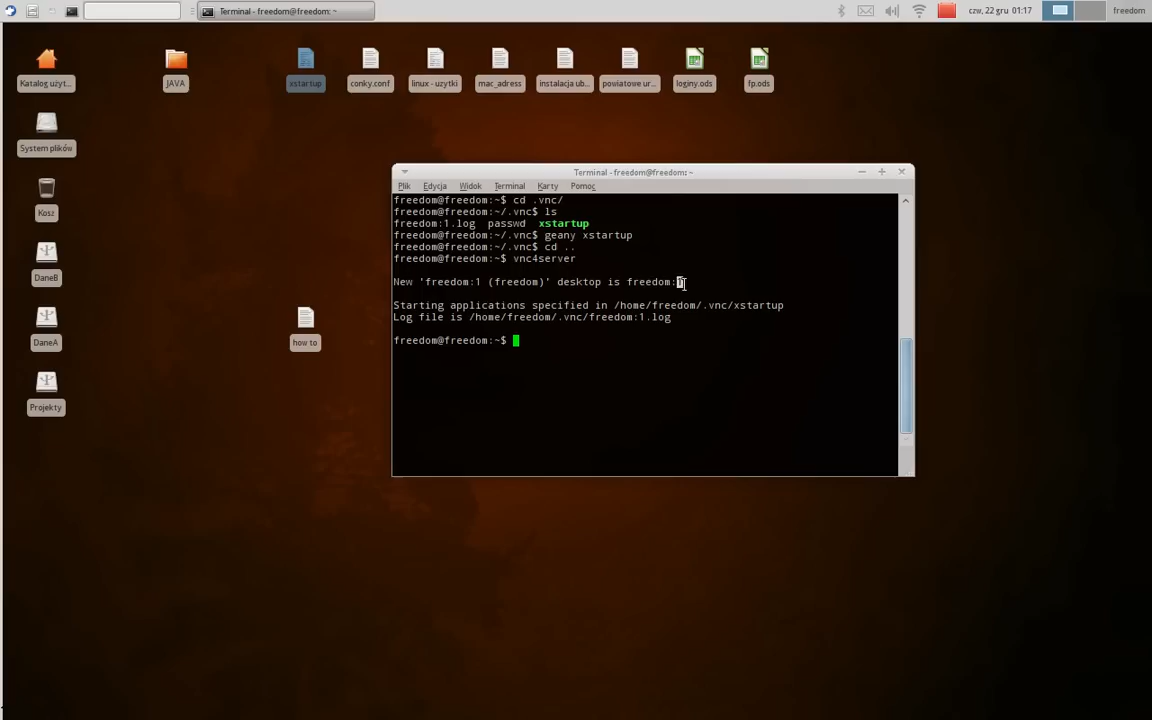 Terminal - freedom@freedom: ~
czw, 22 gru 01:17
freedom
Katalog użyt...
JAVA
xstartup
conky.conf
linux - uzytki
mac_adress
instalacja ub...
powiatowe ur...
loginy.ods
fp.ods
System plików
Kosz
DaneB
DaneA
how to
Projekty
Terminal - freedom@freedom: ~
Plik Edycja Widok Terminal Karty Pomoc
freedom@freedom:~$ cd .vnc/
freedom@freedom:~/.vnc$ ls
freedom:1.log passwd xstartup
freedom@freedom:~/.vnc$ geany xstartup
freedom@freedom:~/.vnc$ cd ..
freedom@freedom:~$ vnc4server
New 'freedom:1 (freedom)' desktop is freedom:1
Starting applications specified in /home/freedom/.vnc/xstartup
Log file is /home/freedom/.vnc/freedom:1.log
freedom@freedom:~$